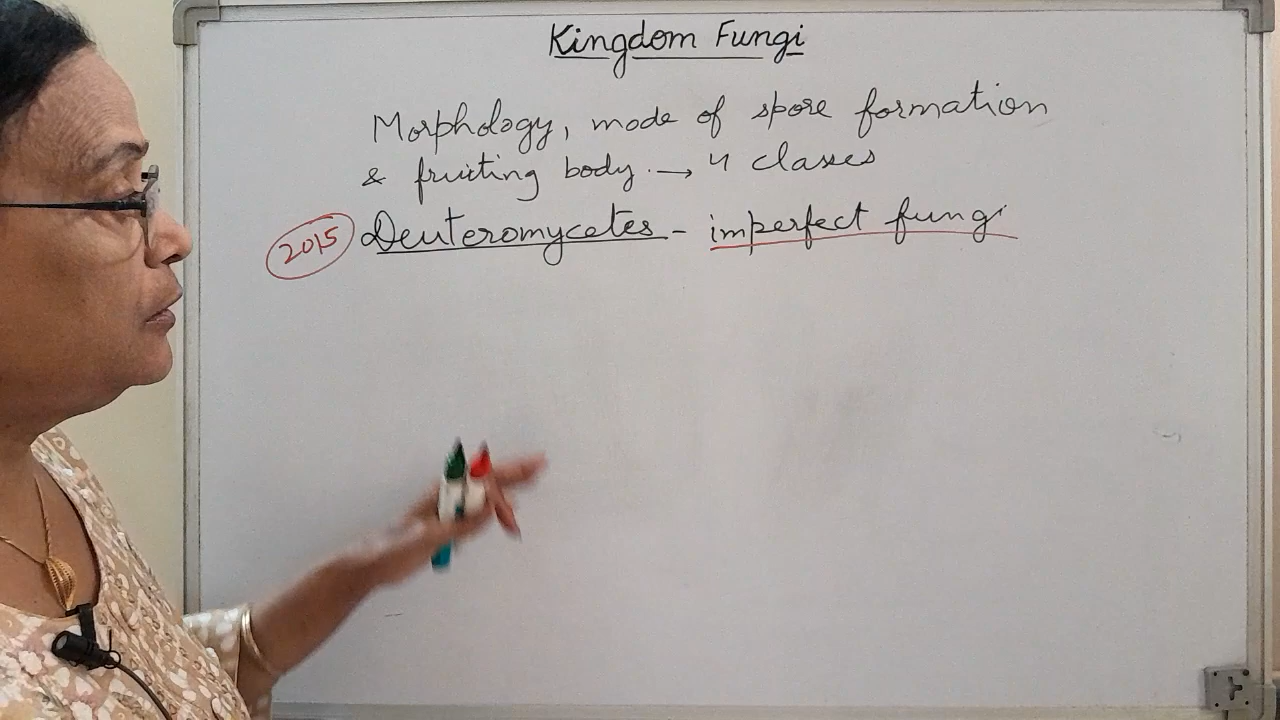 Kingdom Fungi
Morphology, mode of spore formation
& fruiting body. → 4 classes
2015 Deuteromycetes - imperfect fungi